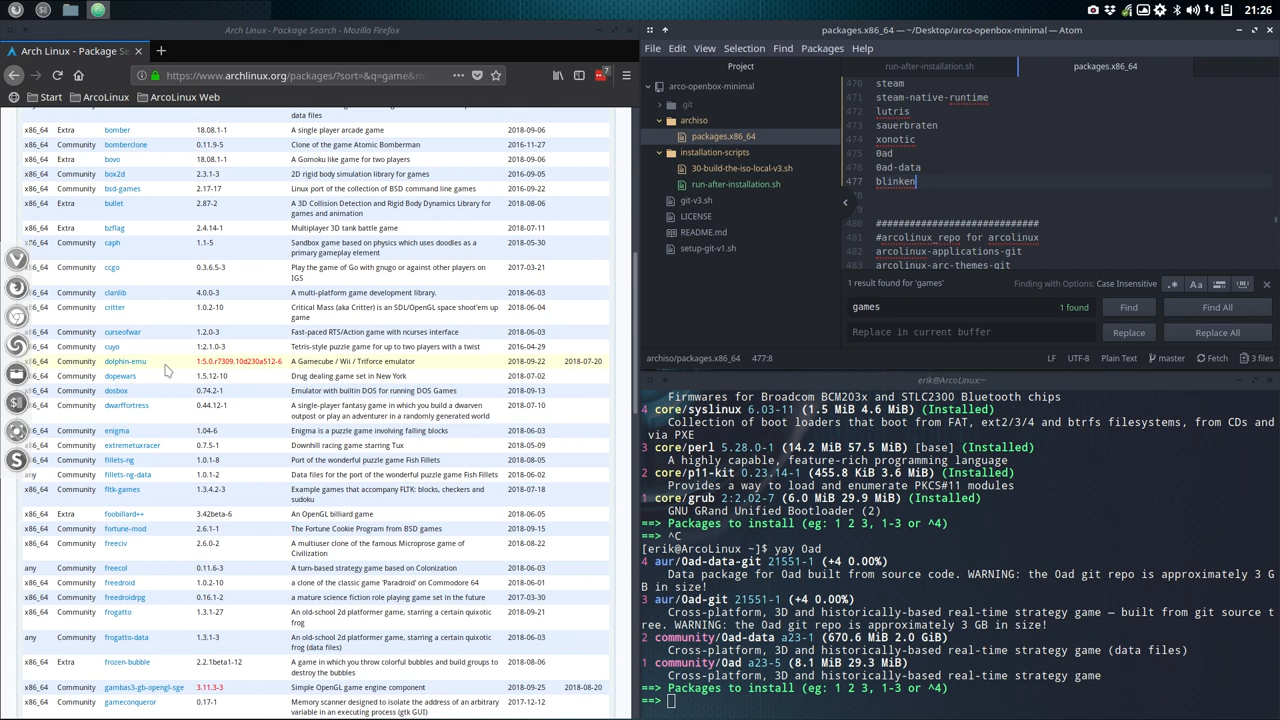 21:26
Arch Linux - Package Search - Mozilla Firefox
Arch Linux - Package Se
https://www.archlinux.org/packages/?sort=&q=game&m
7
Start ArcoLinux ArcoLinux Web
data files
x86_64 Extra bomber 18.08.1-1 A single player arcade game 2018-09-06
x86_64 Community bomberclone 0.11.9-5 Clone of the game Atomic Bomberman 2016-11-27
x86_64 Extra bovo 18.08.1-1 A Gomoku like game for two players 2018-09-06
x86_64 Community box2d 2.3.1-3 2D rigid body simulation library for games 2016-09-05
x86_64 Community bsd-games 2.17-17 Linux port of the collection of BSD command line games 2016-09-22
x86_64 Extra bullet 2.87-2 A 3D Collision Detection and Rigid Body Dynamics Library for 2018-08-06
games and animation
x86_64 Extra bzflag 2.4.14-1 Multiplayer 3D tank battle game 2018-07-11
x86_64 Community caph 1.1-5 Sandbox game based on physics which uses doodles as a 2018-05-30
primary gameplay element
Community ccgo 0.3.6.5-3 Play the game of Go with gnugo or against other players on 2017-03-21
IGS
Community clanlib 4.0.0-3 A multi-platform game development library. 2018-06-03
Community critter 1.0.2-10 Critical Mass (aka Critter) is an SDL/OpenGL space shoot'em up 2018-06-03
game
Community curseofwar 1.2.0-3 Fast-paced RTS/Action game with ncurses interface 2018-06-03
Community cuyo 1:2.1.0-3 Tetris-style puzzle game for up to two players with a twist 2016-04-29
Community dolphin-emu 1:5.0.r7309.10d230a512-6 A Gamecube / Wii / Triforce emulator 2018-09-22 2018-07-20
Community dopewars 1.5.12-10 Drug dealing game set in New York 2018-07-02
Community dosbox 0.74.2-1 Emulator with builtin DOS for running DOS Games 2018-09-13
Community dwarffortress 0.44.12-1 A single-player fantasy game in which you build a dwarven 2018-07-10
outpost or play an adventurer in a randomly generated world
Community enigma 1.04-6 Enigma is a puzzle game involving falling blocks 2018-06-03
x86_64 Community extremetuxracer 0.7.5-1 Downhill racing game starring Tux 2018-05-09
Community fillets-ng 1.0.1-8 Port of the wonderful puzzle game Fish Fillets 2018-08-05
any Community fillets-ng-data 1.0.1-2 Data files for the port of the wonderful puzzle game Fish Fillets 2018-06-02
x86_64 Community fltk-games 1.3.4.2-3 Example games that accompany FLTK: blocks, checkers and 2018-07-18
sudoku
x86_64 Extra foobillard++ 3.42beta-6 An OpenGL billiard game 2018-06-05
x86_64 Community fortune-mod 2.6.1-1 The Fortune Cookie Program from BSD games 2018-09-15
x86_64 Community freeciv 2.6.0-2 A multiuser clone of the famous Microprose game of 2018-08-22
Civilization
any Community freecol 0.11.6-3 A turn-based strategy game based on Colonization 2018-06-03
x86_64 Community freedroid 1.0.2-10 a clone of the classic game 'Paradroid' on Commodore 64 2018-06-01
x86_64 Community freedroidrpg 0.16.1-2 a mature science fiction role playing game set in the future 2017-03-30
x86_64 Community frogatto 1.3.1-27 An old-school 2d platformer game, starring a certain quixotic 2018-09-21
frog
any Community frogatto-data 1.3.1-3 An old-school 2d platformer game, starring a certain quixotic 2018-06-03
frog (data files)
x86_64 Extra frozen-bubble 2.2.1beta1-12 A game in which you throw colorful bubbles and build groups to 2018-08-06
destroy the bubbles
x86_64 Community gambas3-gb-opengl-sge 3.11.3-3 Simple OpenGL game engine component 2018-09-25 2018-08-20
x86_64 Community gameconqueror 0.17-1 Memory scanner designed to isolate the address of an arbitrary 2017-12-12
variable in an executing process (gtk GUI)
packages.x86_64 — ~/Desktop/arco-openbox-minimal — Atom
File Edit View Selection Find Packages Help
Project
run-after-installation.sh packages.x86_64
arco-openbox-minimal
.git
archiso
packages.x86_64
installation-scripts
30-build-the-iso-local-v3.sh
run-after-installation.sh
git-v3.sh
LICENSE
README.md
setup-git-v1.sh
470 steam
471 steam-native-runtime
472 lutris
473 sauerbraten
474 xonotic
475 0ad
476 0ad-data
477 blinken
478
479
480 #############################
481 #arcolinux_repo for arcolinux
482 arcolinux-applications-git
483 arcolinux-arc-themes-git
1 result found for 'games' Finding with Options: Case Insensitive .* Aa
games 1 found Find Find All
Replace in current buffer Replace Replace All
archiso/packages.x86_64 477:8 LF UTF-8 Plain Text master Fetch 3 files
erik@ArcoLinux:~
Firmwares for Broadcom BCM203x and STLC2300 Bluetooth chips
4 core/syslinux 6.03-11 (1.5 MiB 4.6 MiB) (Installed)
Collection of boot loaders that boot from FAT, ext2/3/4 and btrfs filesystems, from CDs and
via PXE
3 core/perl 5.28.0-1 (14.2 MiB 57.5 MiB) [base] (Installed)
A highly capable, feature-rich programming language
2 core/p11-kit 0.23.14-1 (455.8 KiB 3.6 MiB) (Installed)
Provides a way to load and enumerate PKCS#11 modules
1 core/grub 2:2.02-7 (6.0 MiB 29.9 MiB) (Installed)
GNU GRand Unified Bootloader (2)
==> Packages to install (eg: 1 2 3, 1-3 or ^4)
==> ^C
[erik@ArcoLinux ~]$ yay 0ad
4 aur/0ad-data-git 21551-1 (+4 0.00%)
Data package for 0ad built from source code. WARNING: the 0ad git repo is approximately 3 G
B in size!
3 aur/0ad-git 21551-1 (+4 0.00%)
Cross-platform, 3D and historically-based real-time strategy game — built from git source t
ree. WARNING: the 0ad git repo is approximately 3 GB in size!
2 community/0ad-data a23-1 (670.6 MiB 2.0 GiB)
Cross-platform, 3D and historically-based real-time strategy game (data files)
1 community/0ad a23-5 (8.1 MiB 29.3 MiB)
Cross-platform, 3D and historically-based real-time strategy game
==> Packages to install (eg: 1 2 3, 1-3 or ^4)
==>